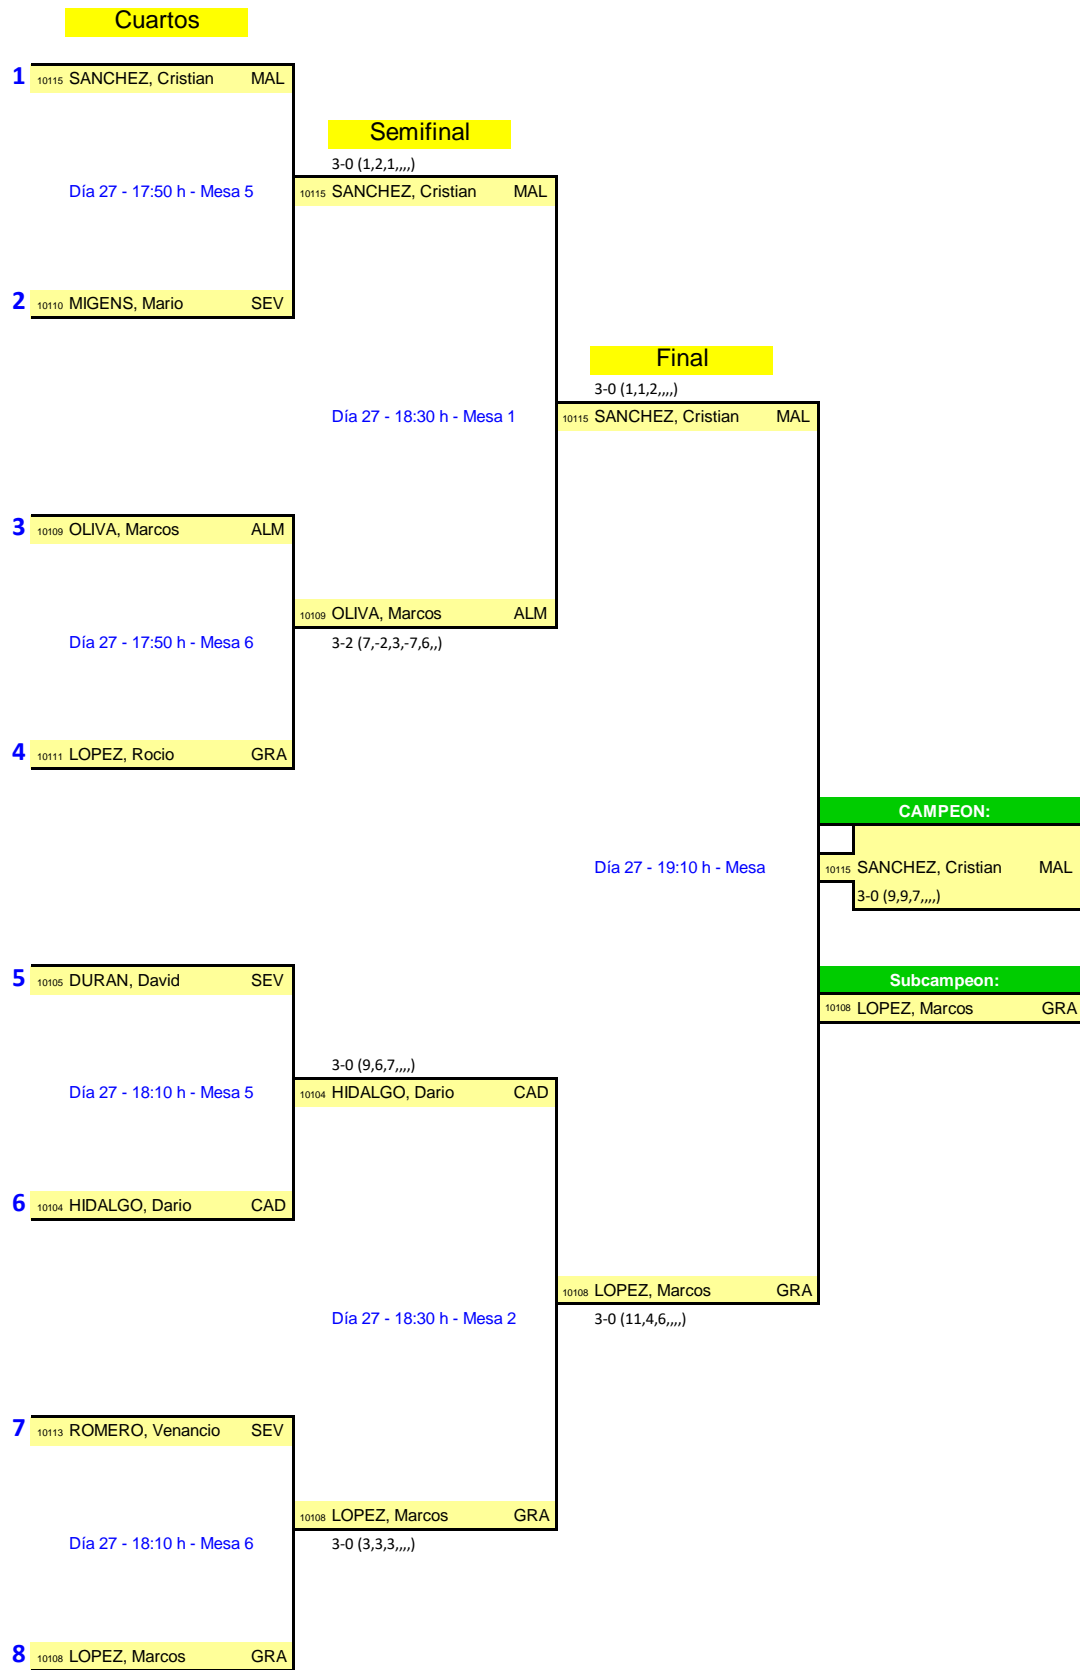 Cuartos
1 10115 SANCHEZ, Cristian MAL
Semifinal
3-0 (1,2,1,,,,)
Día 27 - 17:50 h - Mesa 5
10115 SANCHEZ, Cristian MAL
2 10110 MIGENS, Mario SEV
Final
3-0 (1,1,2,,,,)
Día 27 - 18:30 h - Mesa 1
10115 SANCHEZ, Cristian MAL
3 10109 OLIVA, Marcos ALM
10109 OLIVA, Marcos ALM
Día 27 - 17:50 h - Mesa 6
3-2 (7,-2,3,-7,6,,)
4 10111 LOPEZ, Rocio GRA
CAMPEON:
Día 27 - 19:10 h - Mesa
10115 SANCHEZ, Cristian MAL
3-0 (9,9,7,,,,)
5 10105 DURAN, David SEV
Subcampeon:
10108 LOPEZ, Marcos GRA
3-0 (9,6,7,,,,)
Día 27 - 18:10 h - Mesa 5
10104 HIDALGO, Dario CAD
6 10104 HIDALGO, Dario CAD
10108 LOPEZ, Marcos GRA
Día 27 - 18:30 h - Mesa 2
3-0 (11,4,6,,,,)
7 10113 ROMERO, Venancio SEV
10108 LOPEZ, Marcos GRA
Día 27 - 18:10 h - Mesa 6
3-0 (3,3,3,,,,)
8 10108 LOPEZ, Marcos GRA